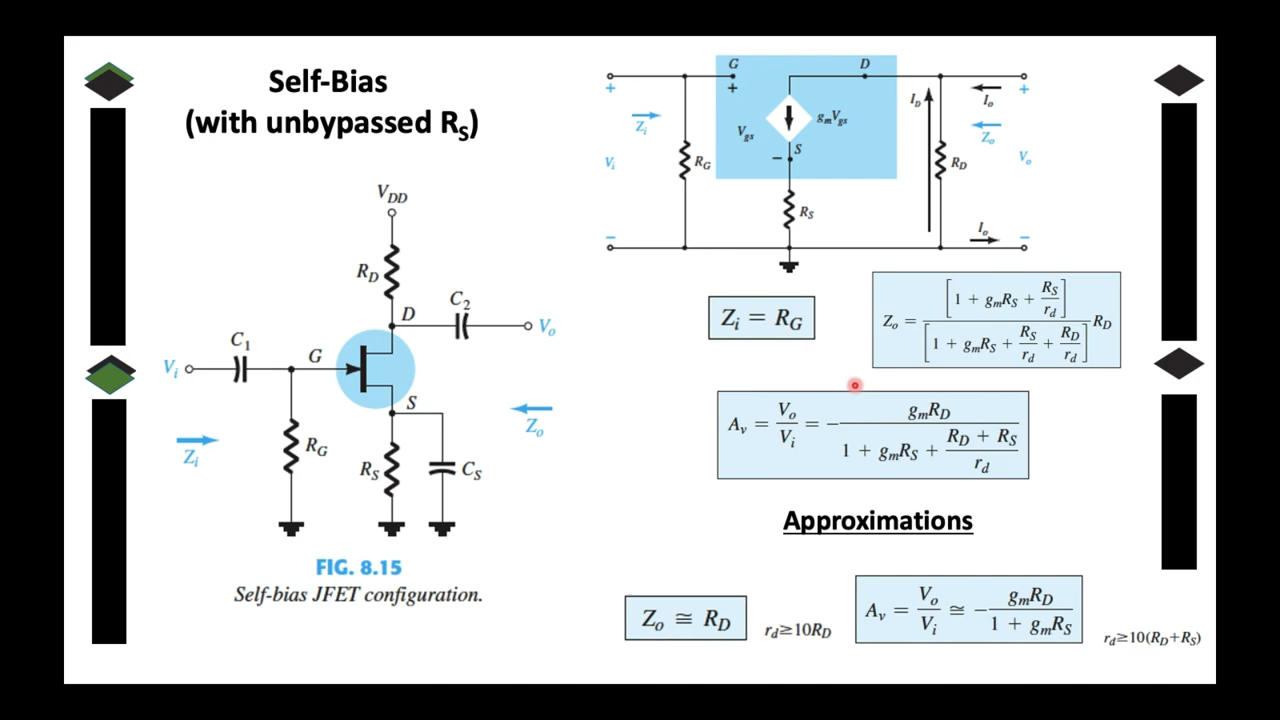 Self-Bias
(with unbypassed R_S)
V_DD
R_D
C_2
D
V_o
C_1
V_i
G
S
Z_o
Z_i
R_G
R_S
C_S
FIG. 8.15
Self-bias JFET configuration.
G
D
+
+
+
I_D
I_o
Z_i
g_mV_gs
Z_o
V_gs
S
V_i
R_G
–
R_D
V_o
R_S
I_o
–
–
Z_i = R_G
Z_o = [1 + g_mR_S + R_S/r_d] / [1 + g_mR_S + R_S/r_d + R_D/r_d] R_D
A_v = V_o/V_i = – g_mR_D / (1 + g_mR_S + (R_D + R_S)/r_d)
Approximations
Z_o ≅ R_D
r_d≥10R_D
A_v = V_o/V_i ≅ – g_mR_D / (1 + g_mR_S)
r_d≥10(R_D+R_S)